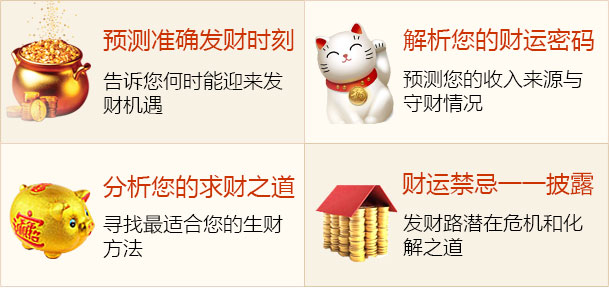 预测准确发财时刻
告诉您何时能迎来发
财机遇
解析您的财运密码
预测您的收入来源与
守财情况
分析您的求财之道
寻找最适合您的生财
方法
财运禁忌一一披露
发财路潜在危机和化
解之道